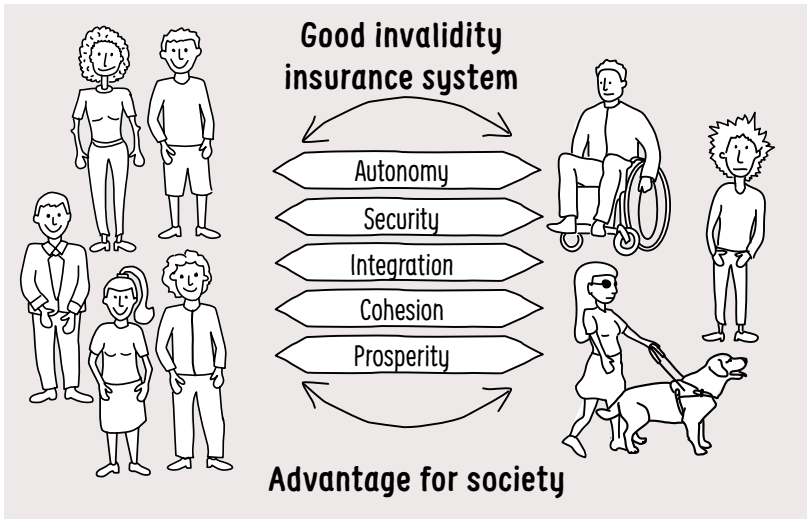 Good invalidity
insurance system
Autonomy
Security
Integration
Cohesion
Prosperity
Advantage for society